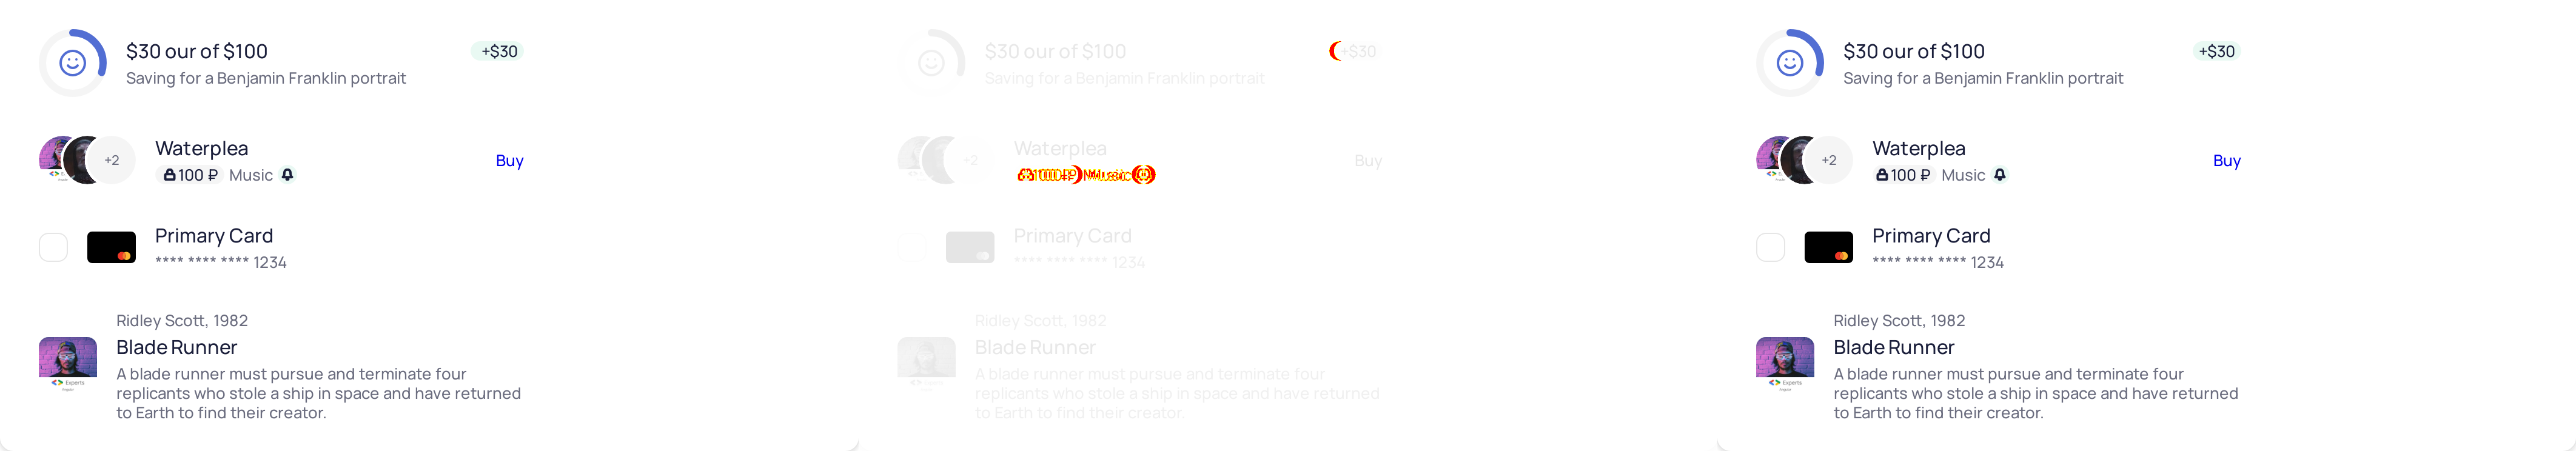 $30 our of $100
+$30
Saving for a Benjamin Franklin portrait
+2
Waterplea
Buy
100 ₽ Music
Primary Card
**** **** **** 1234
Ridley Scott, 1982
Blade Runner
Experts
A blade runner must pursue and terminate four
replicants who stole a ship in space and have returned
to Earth to find their creator.
$30 our of $100
+$30
Saving for a Benjamin Franklin portrait
+2
Waterplea
Buy
Primary Card
**** **** **** 1234
Ridley Scott, 1982
Blade Runner
A blade runner must pursue and terminate four
replicants who stole a ship in space and have returned
to Earth to find their creator.
$30 our of $100
+$30
Saving for a Benjamin Franklin portrait
+2
Waterplea
Buy
100 ₽ Music
Primary Card
**** **** **** 1234
Ridley Scott, 1982
Blade Runner
Experts
A blade runner must pursue and terminate four
replicants who stole a ship in space and have returned
to Earth to find their creator.